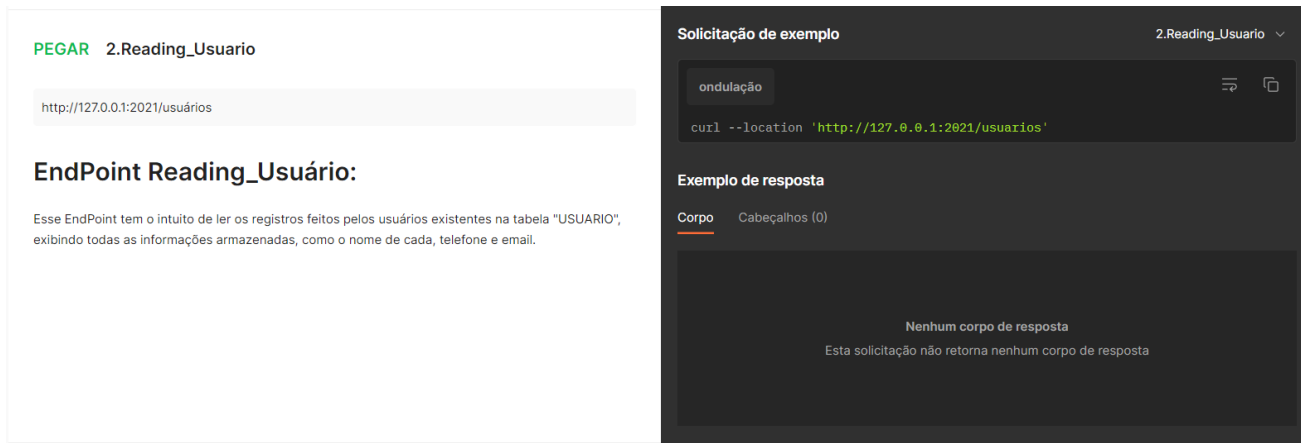 PEGAR 2.Reading_Usuario
http://127.0.0.1:2021/usuários
EndPoint Reading_Usuário:
Esse EndPoint tem o intuito de ler os registros feitos pelos usuários existentes na tabela "USUARIO",
exibindo todas as informações armazenadas, como o nome de cada, telefone e email.
Solicitação de exemplo
2.Reading_Usuario
ondulação
curl --location 'http://127.0.0.1:2021/usuarios'
Exemplo de resposta
Corpo Cabeçalhos (0)
Nenhum corpo de resposta
Esta solicitação não retorna nenhum corpo de resposta